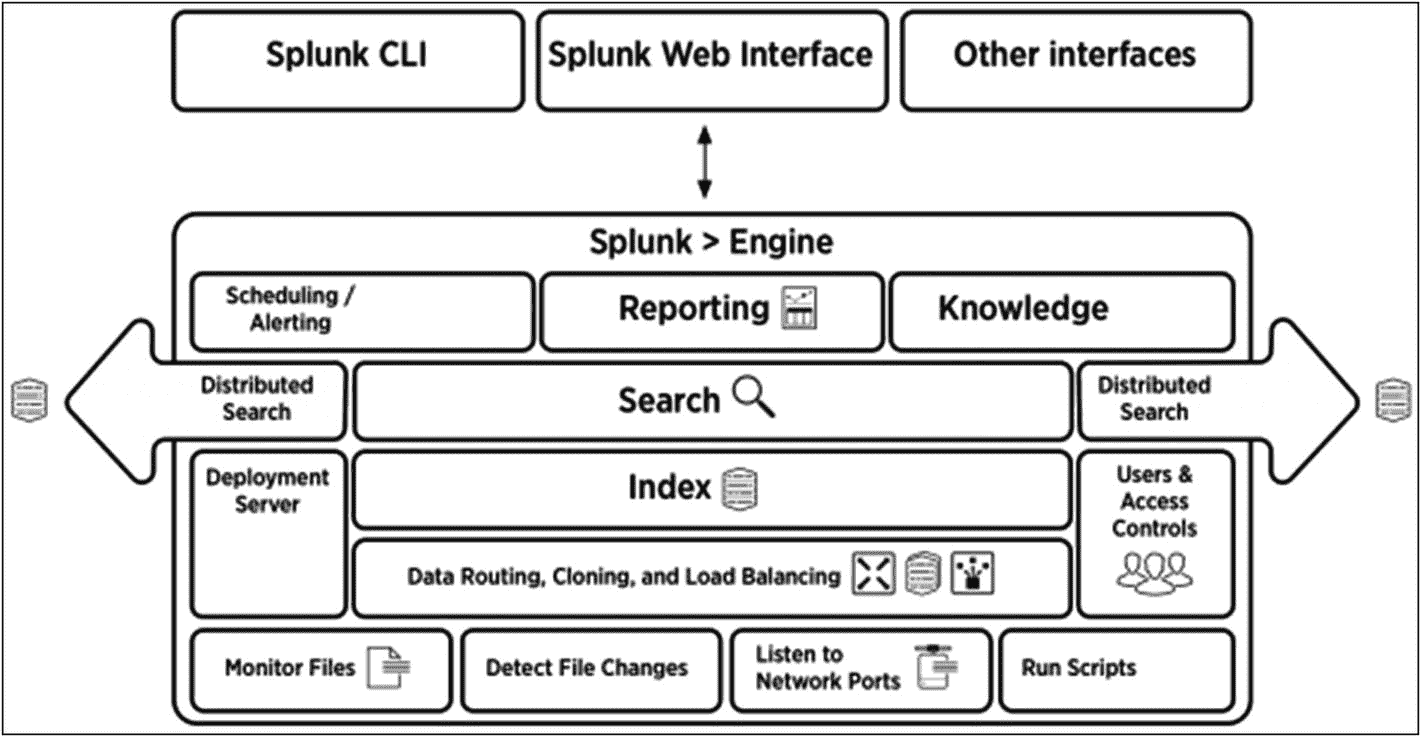 Splunk CLI
Splunk Web Interface
Other interfaces
Splunk > Engine
Scheduling /
Alerting
Reporting
Knowledge
Distributed
Search
Search
Distributed
Search
Deployment
Server
Index
Users &
Access
Controls
Data Routing, Cloning, and Load Balancing
Monitor Files
Detect File Changes
Listen to
Network Ports
Run Scripts